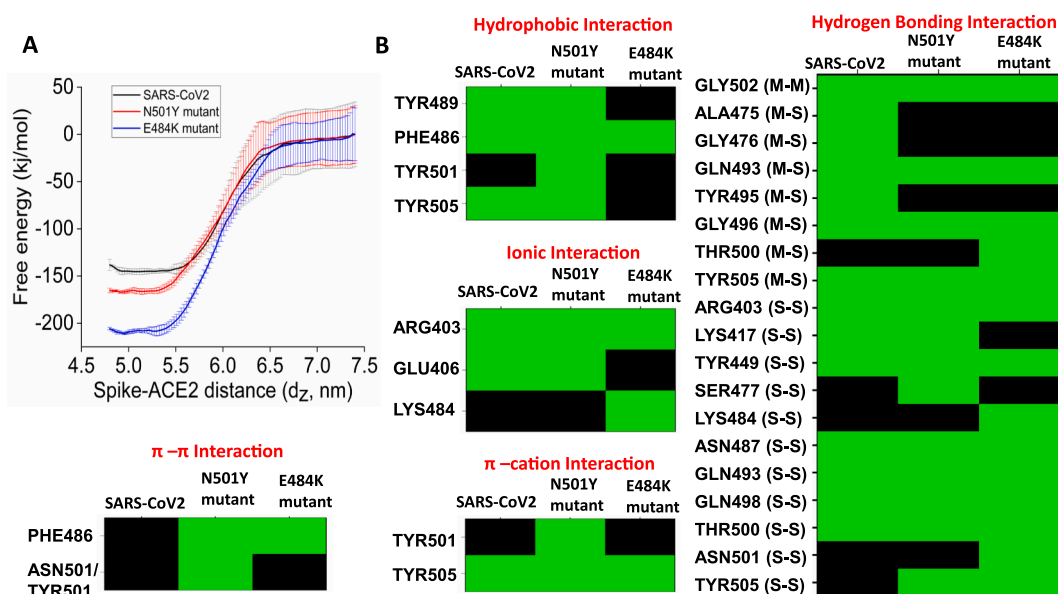 A
50
0
-50
-100
-150
-200
Free energy (kj/mol)
SARS-CoV2
N501Y mutant
E484K mutant
4.5 5.0 5.5 6.0 6.5 7.0 7.5
Spike-ACE2 distance (dz, nm)
B
Hydrophobic Interaction
SARS-CoV2
N501Y
mutant
E484K
mutant
TYR489
PHE486
TYR501
TYR505
Ionic Interaction
SARS-CoV2
N501Y
mutant
E484K
mutant
ARG403
GLU406
LYS484
π –π Interaction
SARS-CoV2
N501Y
mutant
E484K
mutant
PHE486
ASN501/
TYR501
π –cation Interaction
SARS-CoV2
N501Y
mutant
E484K
mutant
TYR501
TYR505
Hydrogen Bonding Interaction
SARS-CoV2
N501Y
mutant
E484K
mutant
GLY502 (M-M)
ALA475 (M-S)
GLY476 (M-S)
GLN493 (M-S)
TYR495 (M-S)
GLY496 (M-S)
THR500 (M-S)
TYR505 (M-S)
ARG403 (S-S)
LYS417 (S-S)
TYR449 (S-S)
SER477 (S-S)
LYS484 (S-S)
ASN487 (S-S)
GLN493 (S-S)
GLN498 (S-S)
THR500 (S-S)
ASN501 (S-S)
TYR505 (S-S)